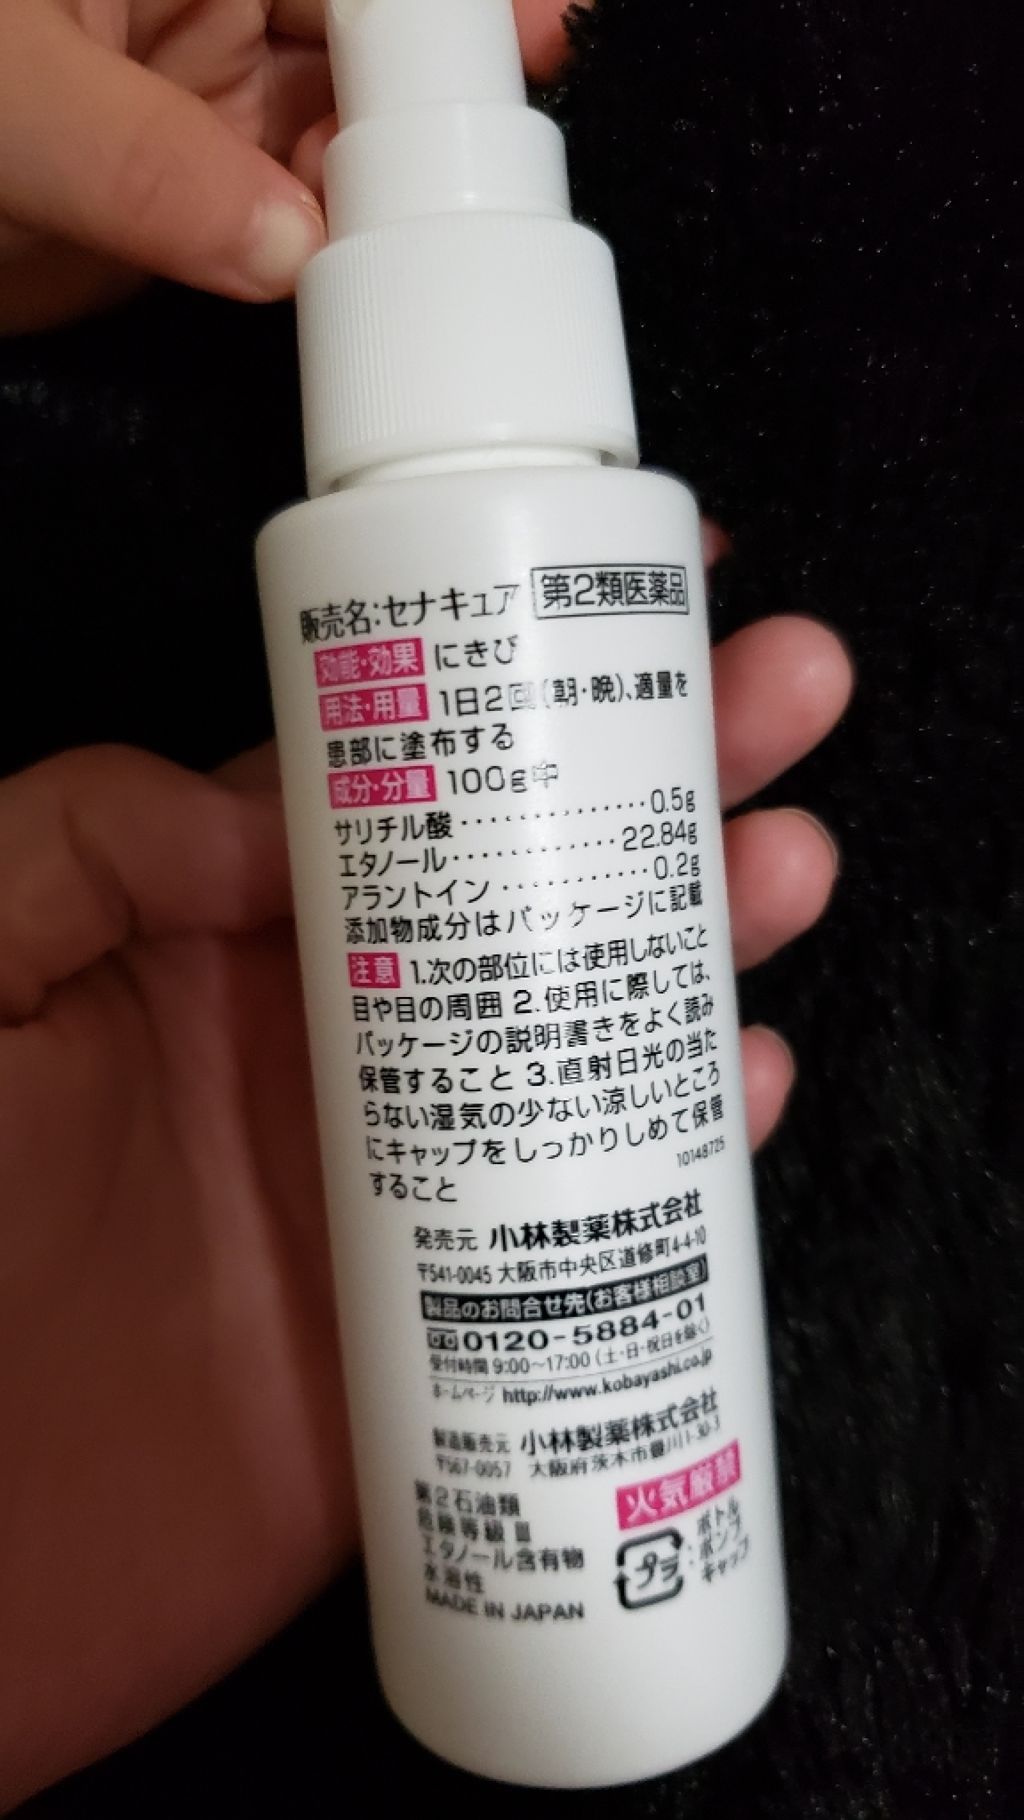 販売名:セナキュア 第2類医薬品
効能・効果 にきび
用法・用量 1日2回(朝・晩)、適量を
患部に塗布する
成分・分量 100g中
サリチル酸・・・・・・・・・・・・・・0.5g
エタノール・・・・・・・・・・・・22.84g
アラントイン・・・・・・・・・・・0.2g
添加物成分はパッケージに記載
注意 1.次の部位には使用しないこと
目や目の周囲 2.使用に際しては、
パッケージの説明書きをよく読み
保管すること 3.直射日光の当た
らない湿気の少ない涼しいところ
にキャップをしっかりしめて保管
すること
10148725
発売元 小林製薬株式会社
〒541-0045 大阪市中央区道修町4-4-10
製品のお問合せ先(お客様相談室)
0120-5884-01
受付時間 9:00〜17:00(土・日・祝日を除く)
ホームページ http://www.kobayashi.co.jp
製造販売元 小林製薬株式会社
〒567-0057 大阪府茨木市豊川1-30-3
第2石油類
危険等級Ⅲ
エタノール含有物
水溶性
MADE IN JAPAN
火気厳禁
プラ :ボトル
:ポンプ
キャップ